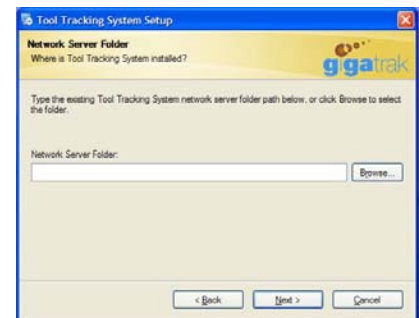 Tool Tracking System Setup
Network Server Folder
Where is Tool Tracking System installed?
gigatrak
Type the existing Tool Tracking System network server folder path below, or click Browse to select
the folder.
Network Server Folder:
Browse...
< Back
Next >
Cancel